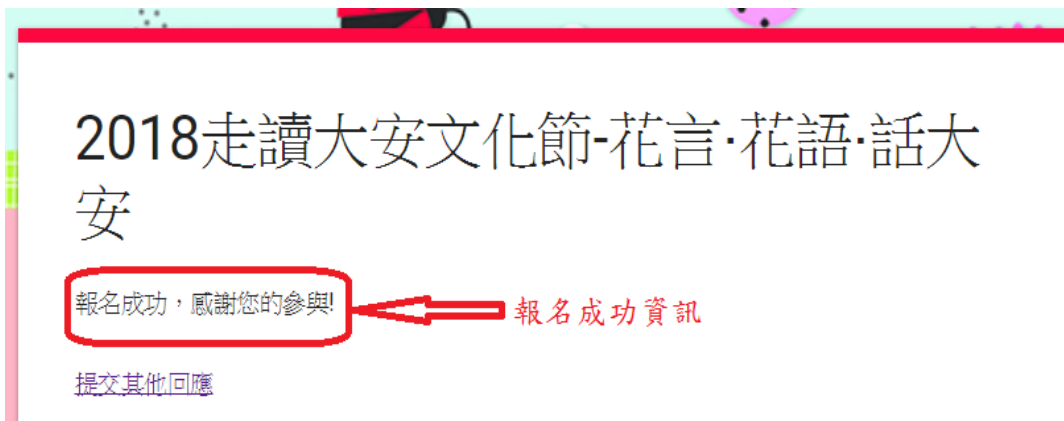 2018走讀大安文化節-花言·花語·話大
安
報名成功，感謝您的參與!
報名成功資訊
提交其他回應